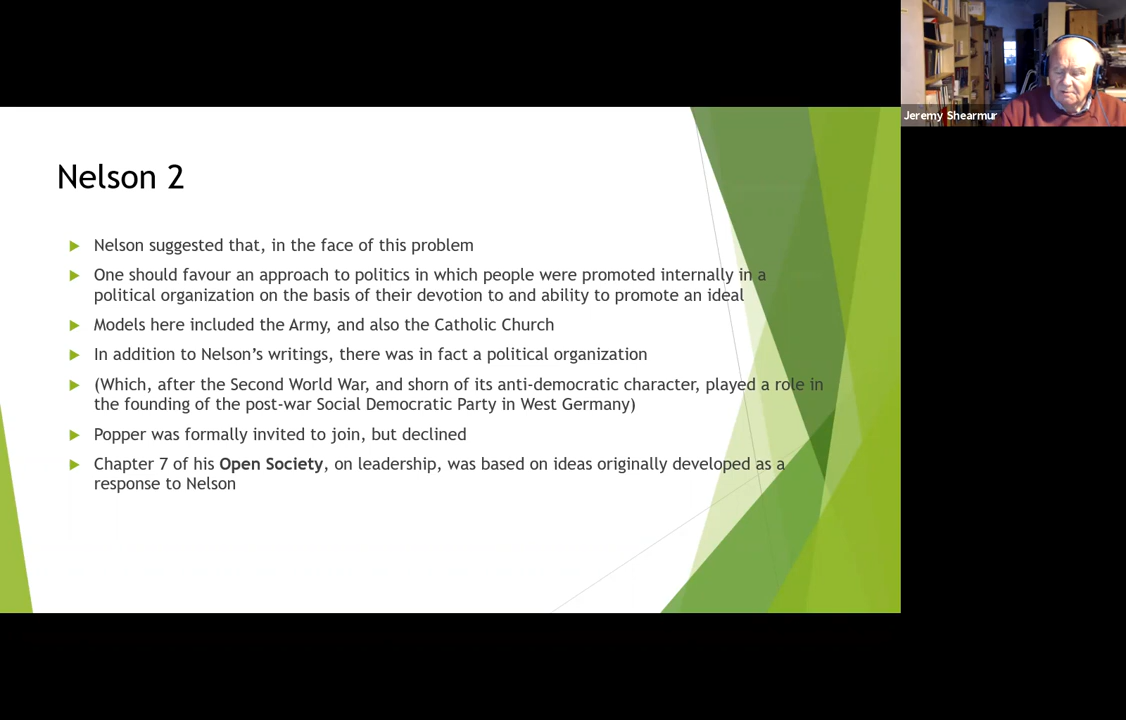 Jeremy Shearmur
Nelson 2
Nelson suggested that, in the face of this problem
One should favour an approach to politics in which people were promoted internally in a
political organization on the basis of their devotion to and ability to promote an ideal
Models here included the Army, and also the Catholic Church
In addition to Nelson's writings, there was in fact a political organization
(Which, after the Second World War, and shorn of its anti-democratic character, played a role in
the founding of the post-war Social Democratic Party in West Germany)
Popper was formally invited to join, but declined
Chapter 7 of his Open Society, on leadership, was based on ideas originally developed as a
response to Nelson